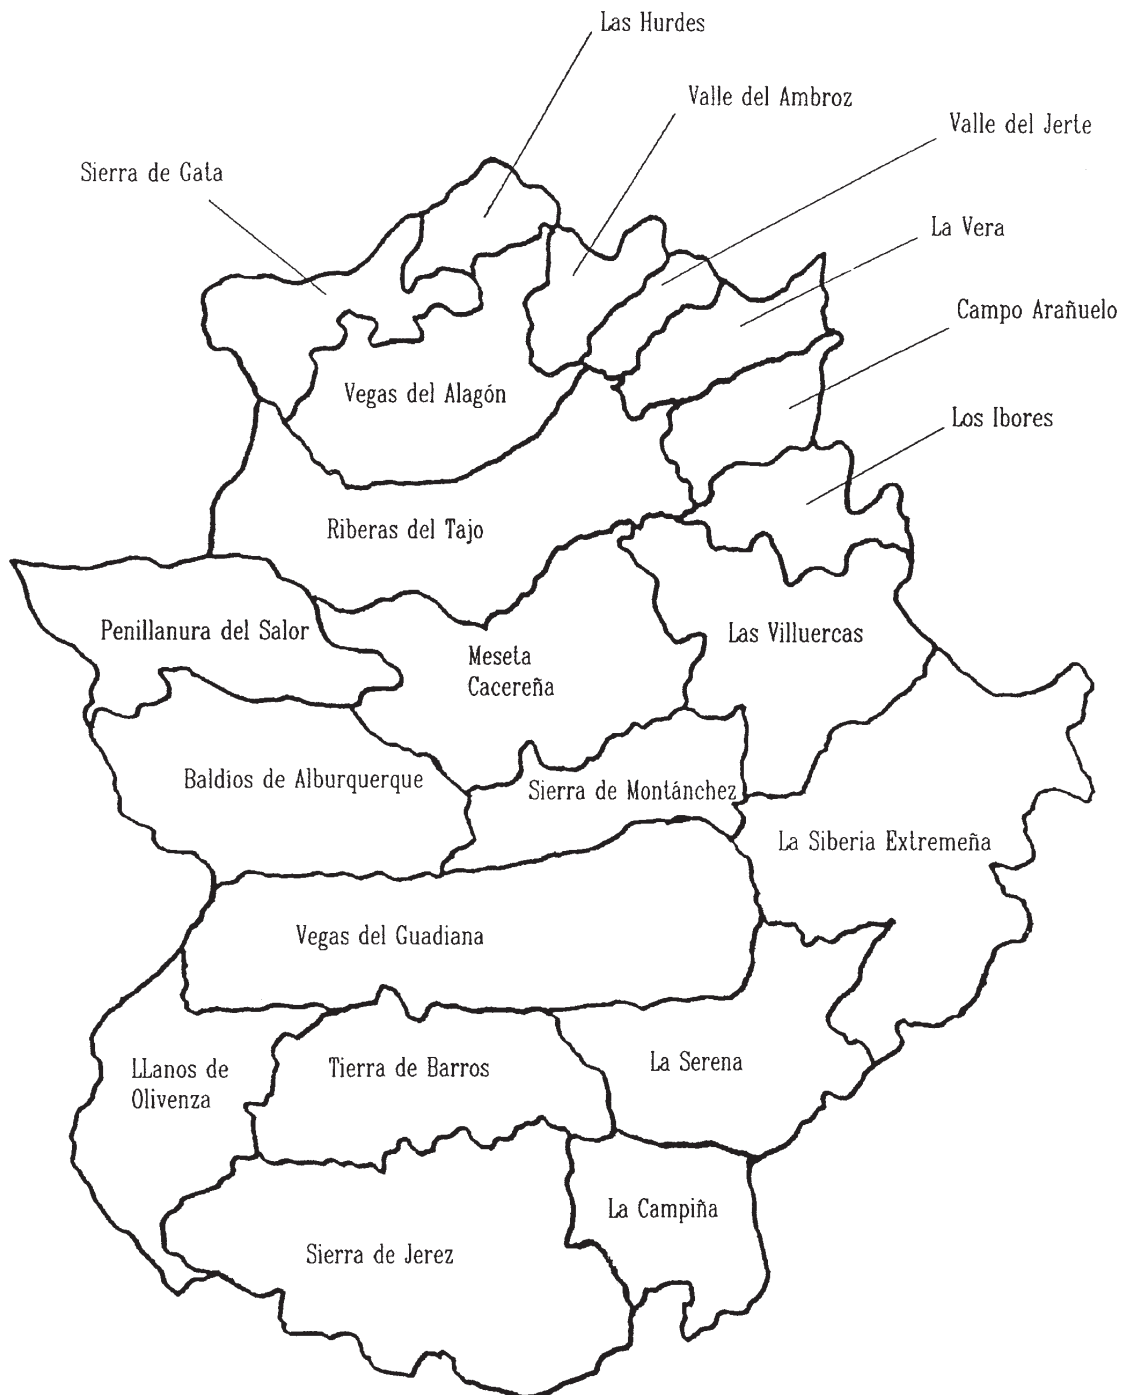 Las Hurdes
Valle del Ambroz
Valle del Jerte
Sierra de Gata
La Vera
Campo Arañuelo
Vegas del Alagón
Los Ibores
Riberas del Tajo
Penillanura del Salor
Las Villuercas
Meseta
Cacereña
Baldíos de Alburquerque
Sierra de Montánchez
La Siberia Extremeña
Vegas del Guadiana
LLanos de
Olivenza
Tierra de Barros
La Serena
La Campiña
Sierra de Jerez